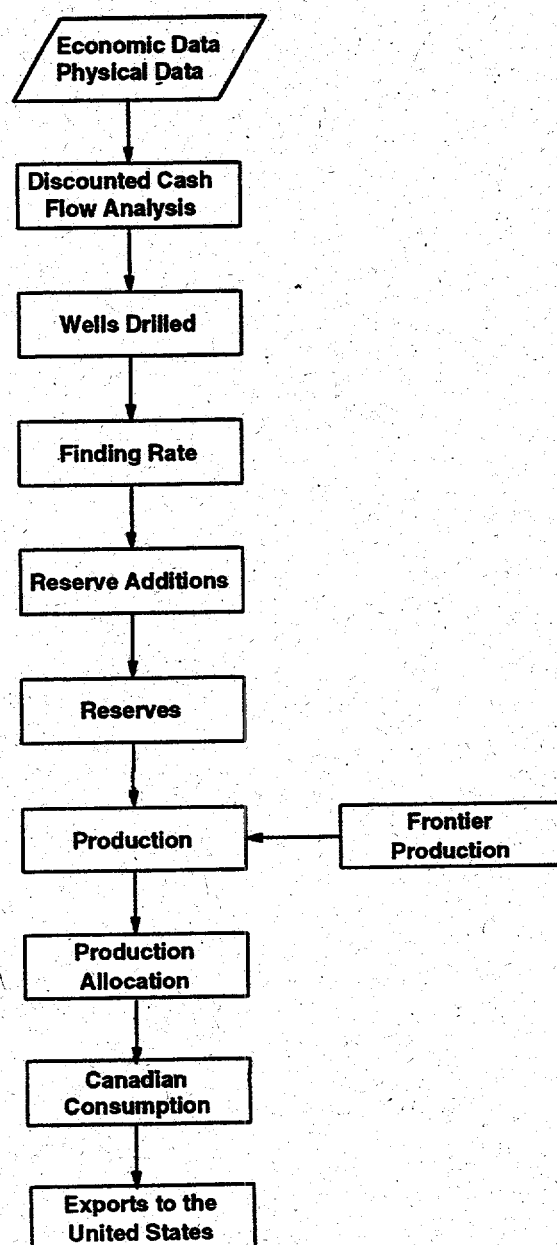 Economic Data
Physical Data
Discounted Cash
Flow Analysis
Wells Drilled
Finding Rate
Reserve Additions
Reserves
Production
Frontier
Production
Production
Allocation
Canadian
Consumption
Exports to the
United States